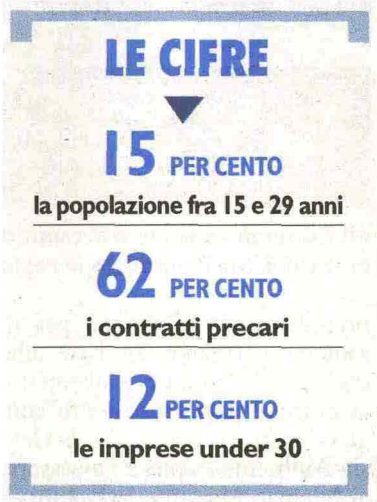 LE CIFRE
15 PER CENTO
la popolazione fra 15 e 29 anni
62 PER CENTO
i contratti precari
12 PER CENTO
le imprese under 30